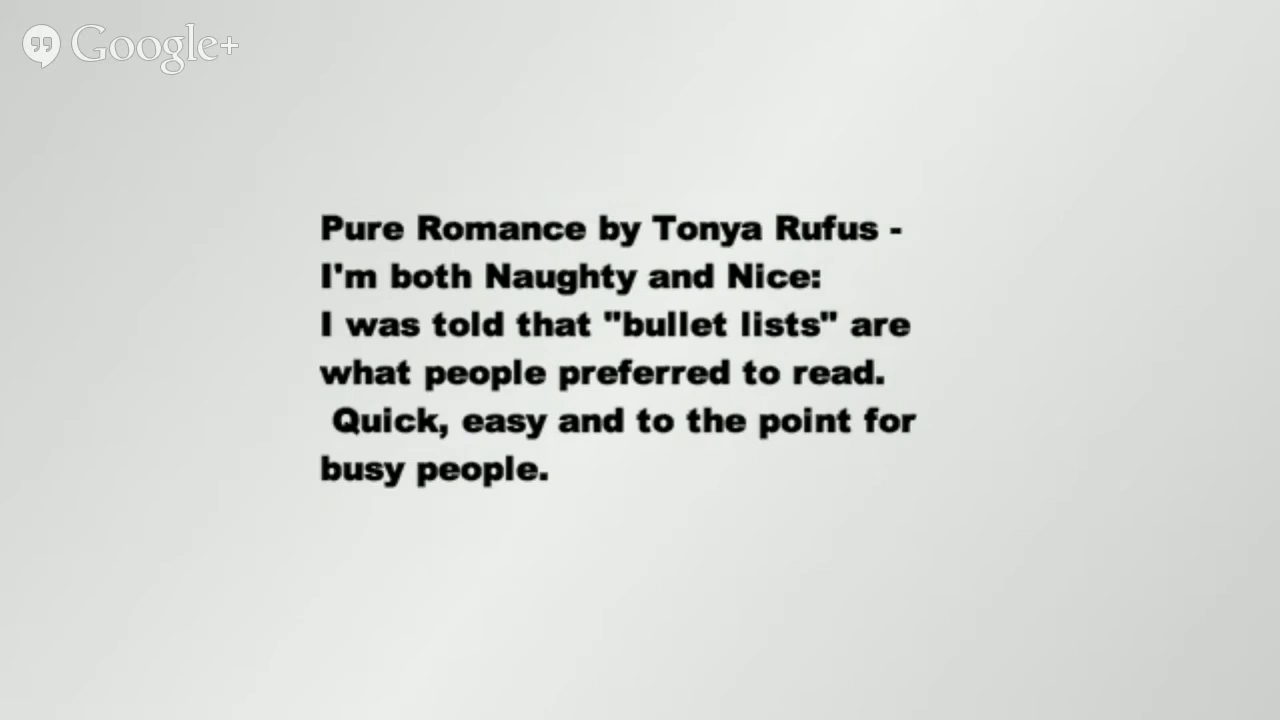 Google+
Pure Romance by Tonya Rufus -
I'm both Naughty and Nice:
I was told that "bullet lists" are
what people preferred to read.
Quick, easy and to the point for
busy people.